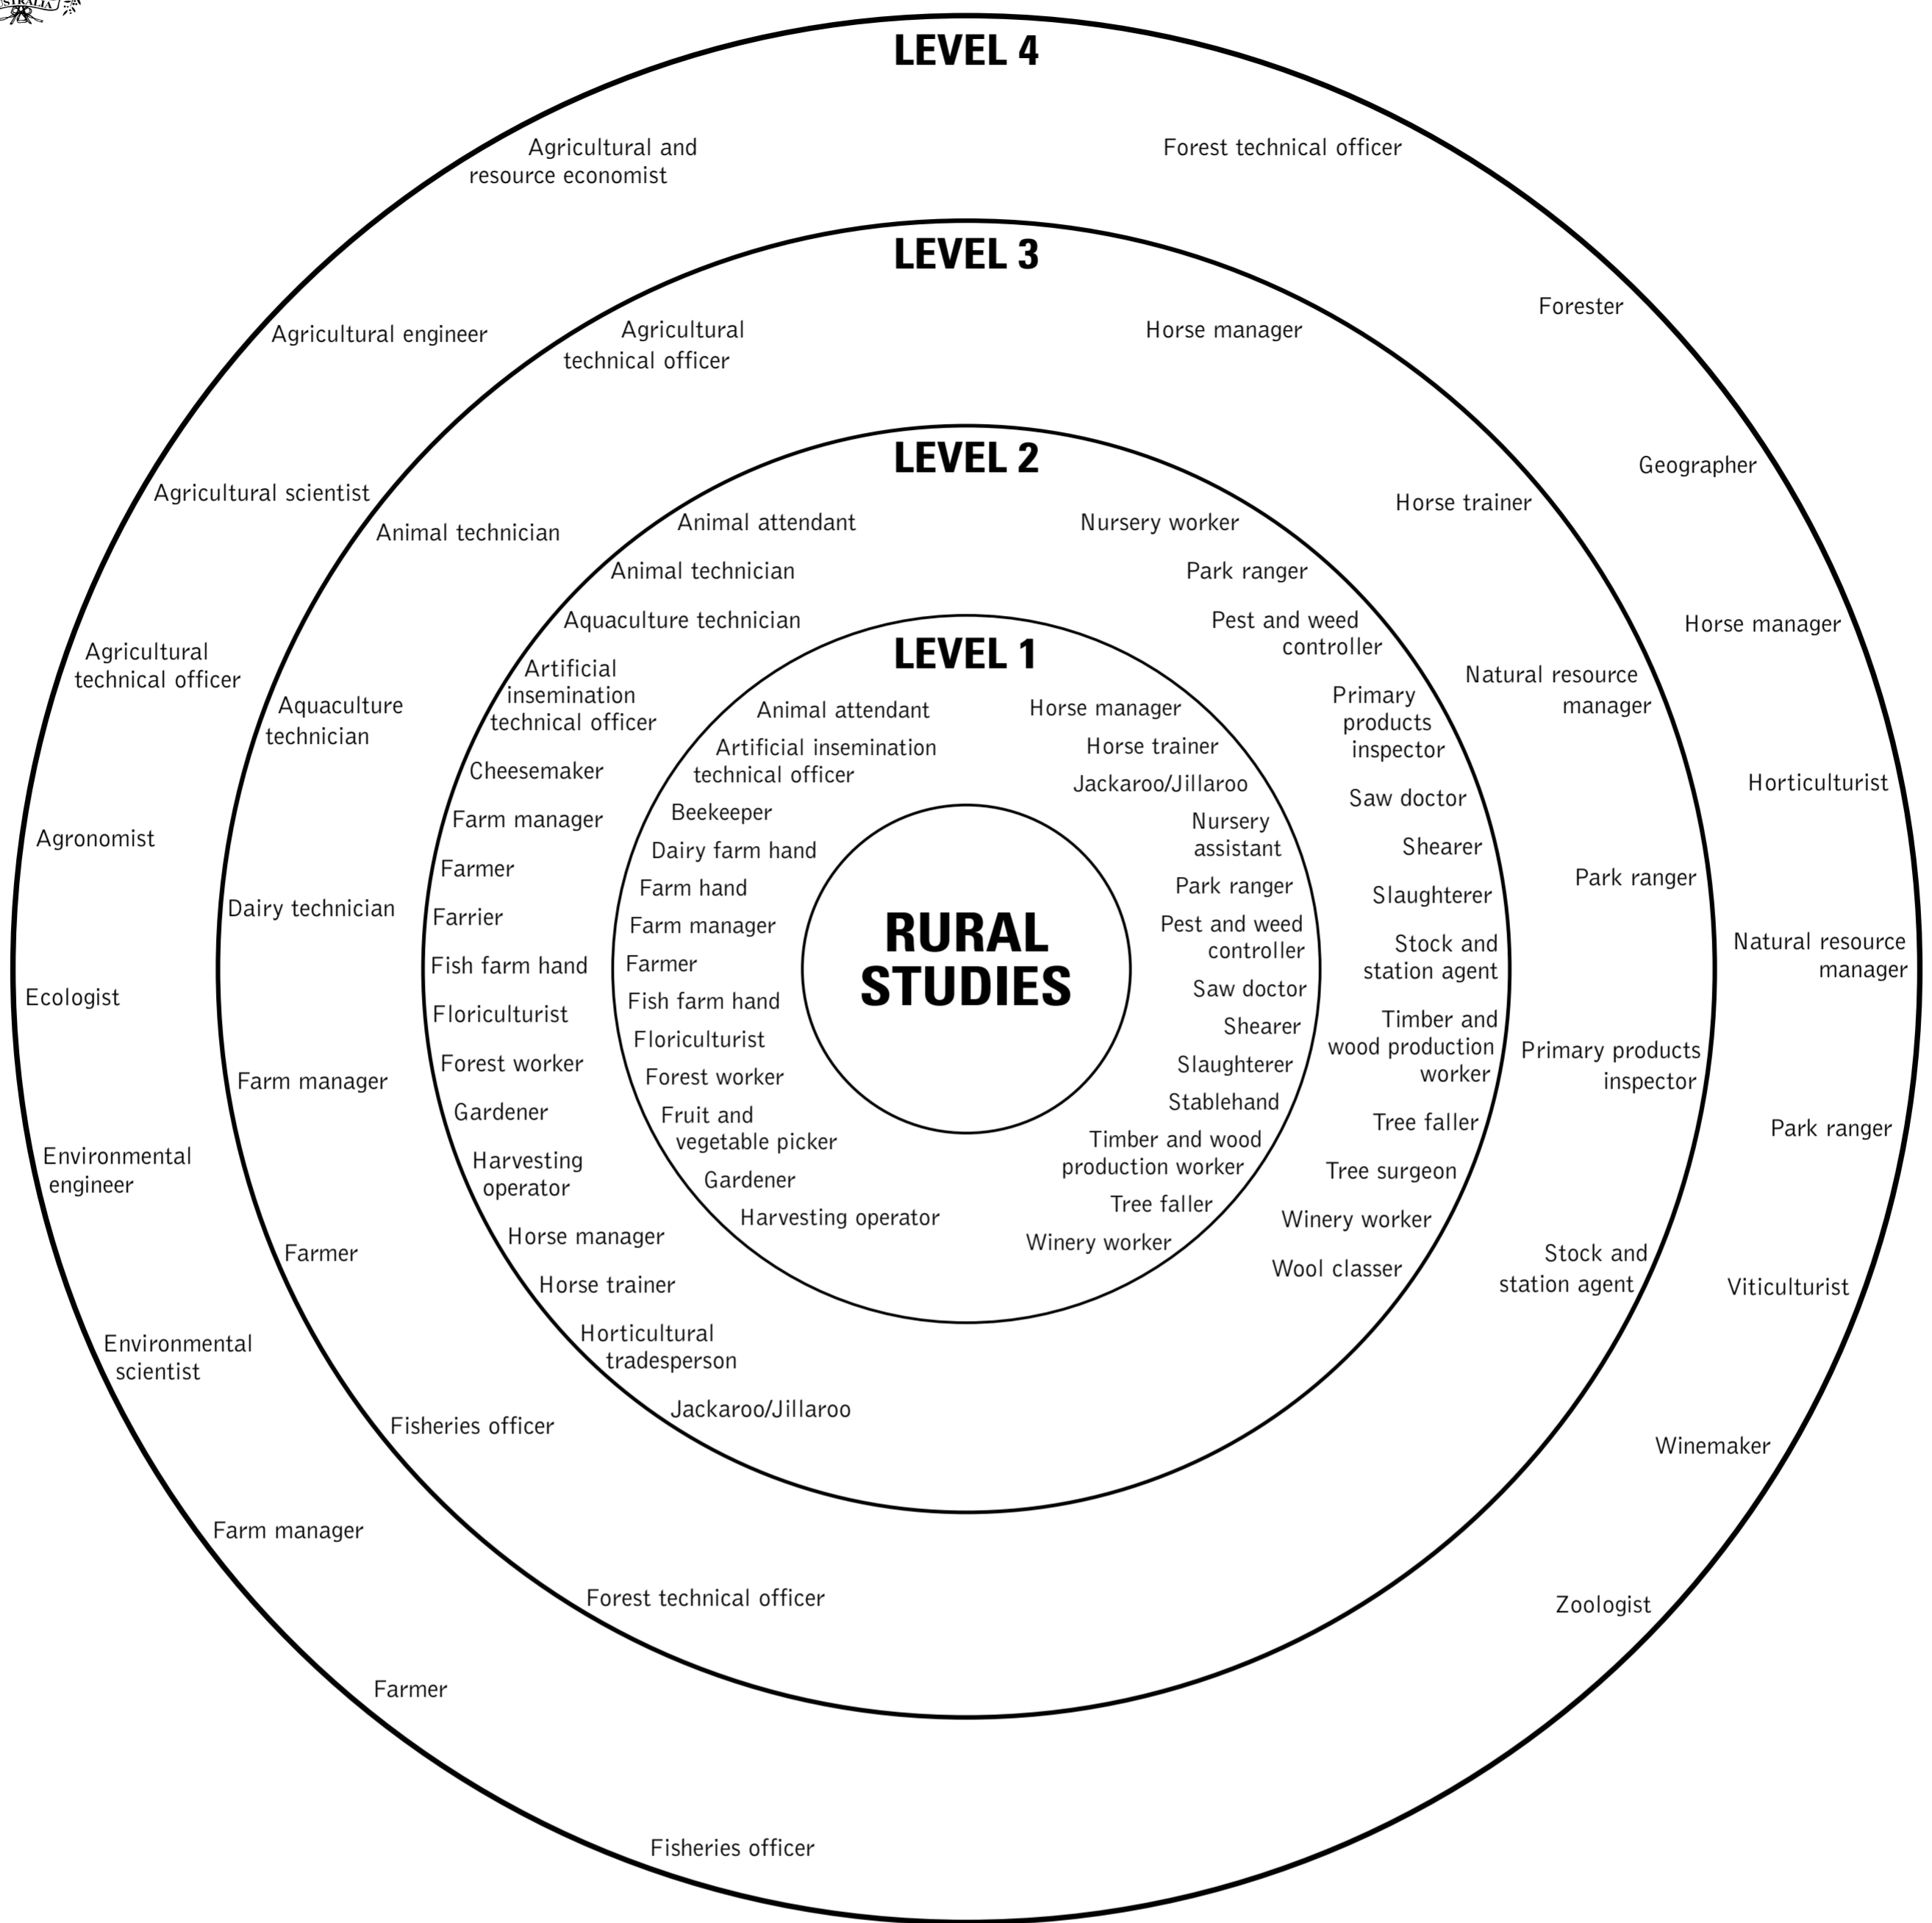 LEVEL 4
Agricultural and
resource economist
Agricultural engineer
Agricultural scientist
Agricultural
technical officer
Agronomist
Ecologist
Environmental
engineer
Environmental
scientist
Farm manager
Farmer
Fisheries officer
Forest technical officer
Forester
Geographer
Horse manager
Horticulturist
Natural resource
manager
Park ranger
Viticulturist
Winemaker
Zoologist
LEVEL 3
Agricultural
technical officer
Animal technician
Aquaculture
technician
Dairy technician
Farm manager
Farmer
Fisheries officer
Forest technical officer
Horse manager
Horse trainer
Natural resource
manager
Park ranger
Primary products
inspector
Stock and
station agent
LEVEL 2
Animal attendant
Animal technician
Aquaculture technician
Artificial
insemination
technical officer
Cheesemaker
Farm manager
Farmer
Farrier
Fish farm hand
Floriculturist
Forest worker
Gardener
Harvesting
operator
Horse manager
Horse trainer
Horticultural
tradesperson
Jackaroo/Jillaroo
Nursery worker
Park ranger
Pest and weed
controller
Primary
products
inspector
Saw doctor
Shearer
Slaughterer
Stock and
station agent
Timber and
wood production
worker
Tree faller
Tree surgeon
Winery worker
Wool classer
LEVEL 1
Animal attendant
Artificial insemination
technical officer
Beekeeper
Dairy farm hand
Farm hand
Farm manager
Farmer
Fish farm hand
Floriculturist
Forest worker
Fruit and
vegetable picker
Gardener
Harvesting operator
Horse manager
Horse trainer
Jackaroo/Jillaroo
Nursery
assistant
Park ranger
Pest and weed
controller
Saw doctor
Shearer
Slaughterer
Stablehand
Timber and wood
production worker
Tree faller
Winery worker
RURAL
STUDIES